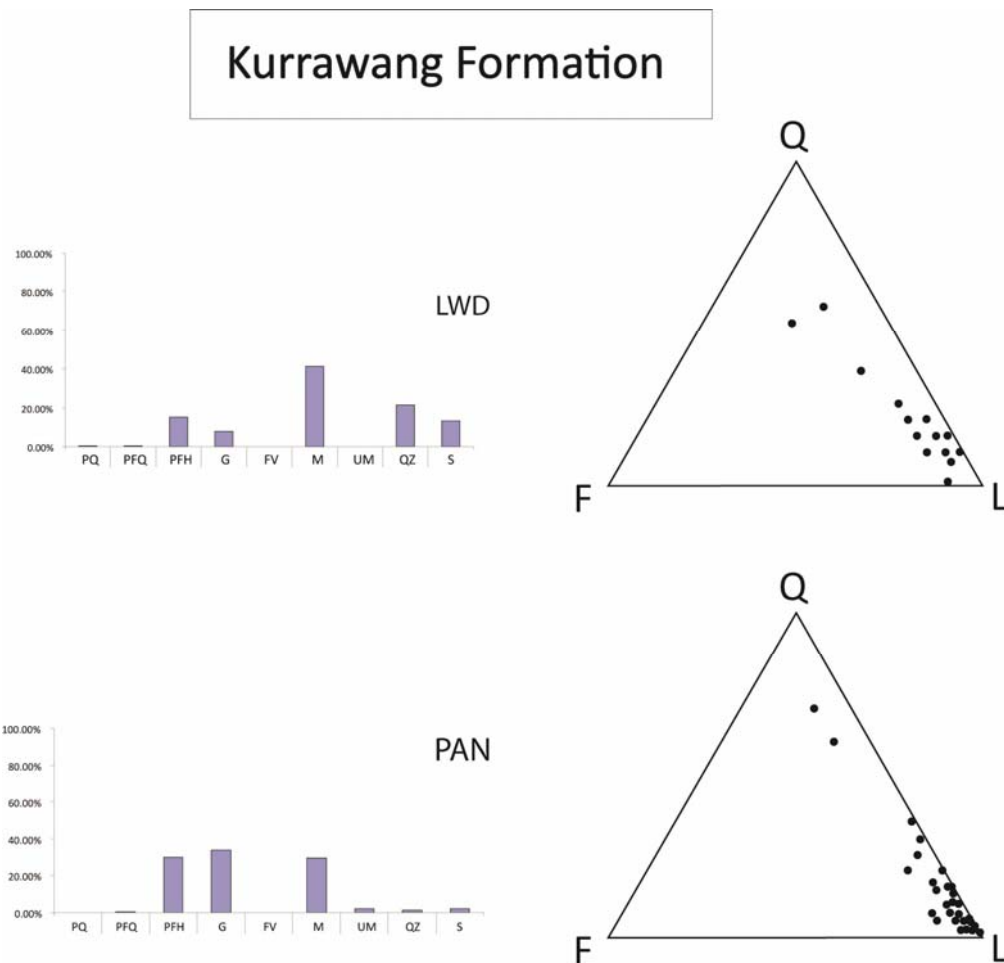 Kurrawang Formation
Q
100.00%
80.00%
60.00%
40.00%
20.00%
0.00%
LWD
PQ PFQ PFH G FV M UM QZ S
F L
Q
100.00%
80.00%
60.00%
40.00%
20.00%
0.00%
PAN
PQ PFQ PFH G FV M UM QZ S
F L